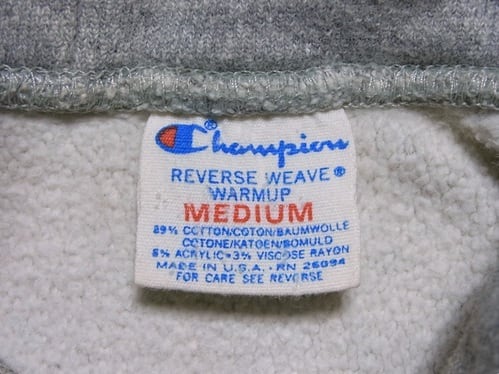 Champion®
REVERSE WEAVE®
WARMUP
MEDIUM
89% COTTON/COTON/BAUMWOLLE
COTONE/KATOEN/BOMULD
8% ACRYLIC•3% VISCOSE RAYON
MADE IN U.S.A.•RN 26094
FOR CARE SEE REVERSE